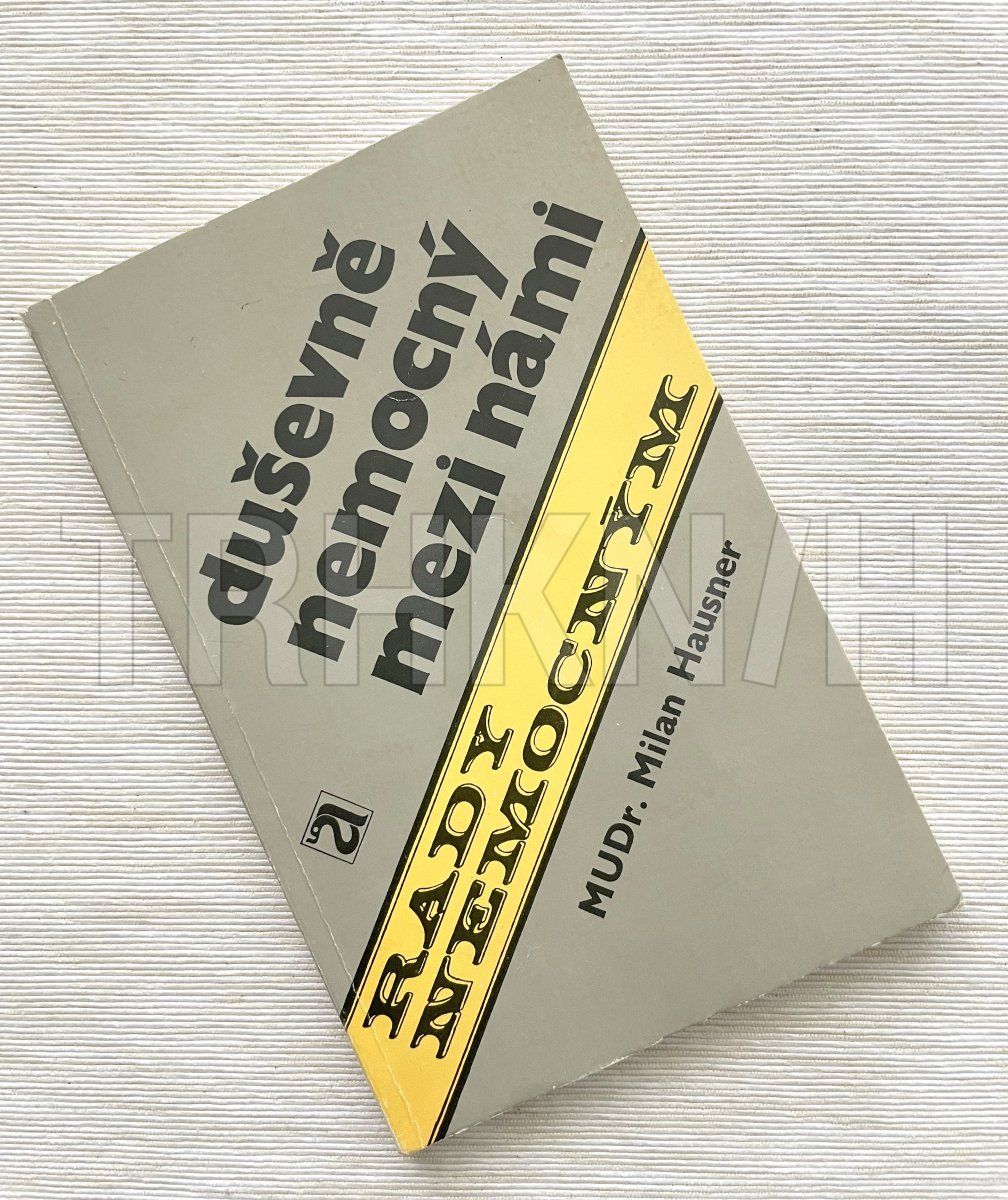 duševně
nemocný
mezi námi
RADY
NEMOCNÝM
MUDr. Milan Hausner
TRHKNIH